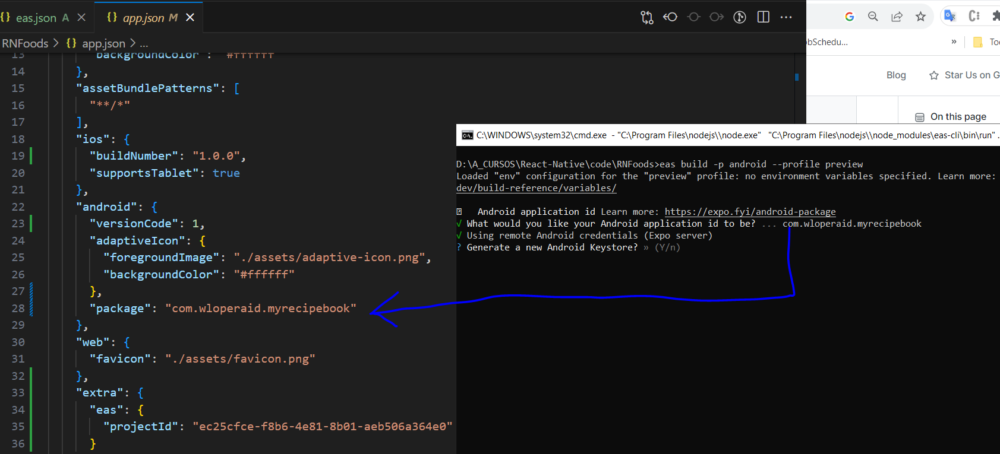 eas.json A
app.json M
RNFoods > app.json > ...
13 "backgroundColor": "#ffffff"
14 },
15 "assetBundlePatterns": [
16 "**/*"
17 ],
18 "ios": {
19 "buildNumber": "1.0.0",
20 "supportsTablet": true
21 },
22 "android": {
23 "versionCode": 1,
24 "adaptiveIcon": {
25 "foregroundImage": "./assets/adaptive-icon.png",
26 "backgroundColor": "#ffffff"
27 },
28 "package": "com.wloperaid.myrecipebook"
29 },
30 "web": {
31 "favicon": "./assets/favicon.png"
32 },
33 "extra": {
34 "eas": {
35 "projectId": "ec25cfce-f8b6-4e81-8b01-aeb506a364e0"
36 }
bSchedu...
»
Blog
Star Us on G
On this page
C:\WINDOWS\system32\cmd.exe - "C:\Program Files\nodejs\\node.exe" "C:\Program Files\nodejs\\node_modules\eas-cli\bin\run" .
D:\A_CURSOS\React-Native\code\RNFoods>eas build -p android --profile preview
Loaded "env" configuration for the "preview" profile: no environment variables specified. Learn more:
dev/build-reference/variables/
Android application id Learn more: https://expo.fyi/android-package
√ What would you like your Android application id to be? ... com.wloperaid.myrecipebook
√ Using remote Android credentials (Expo server)
? Generate a new Android Keystore? » (Y/n)